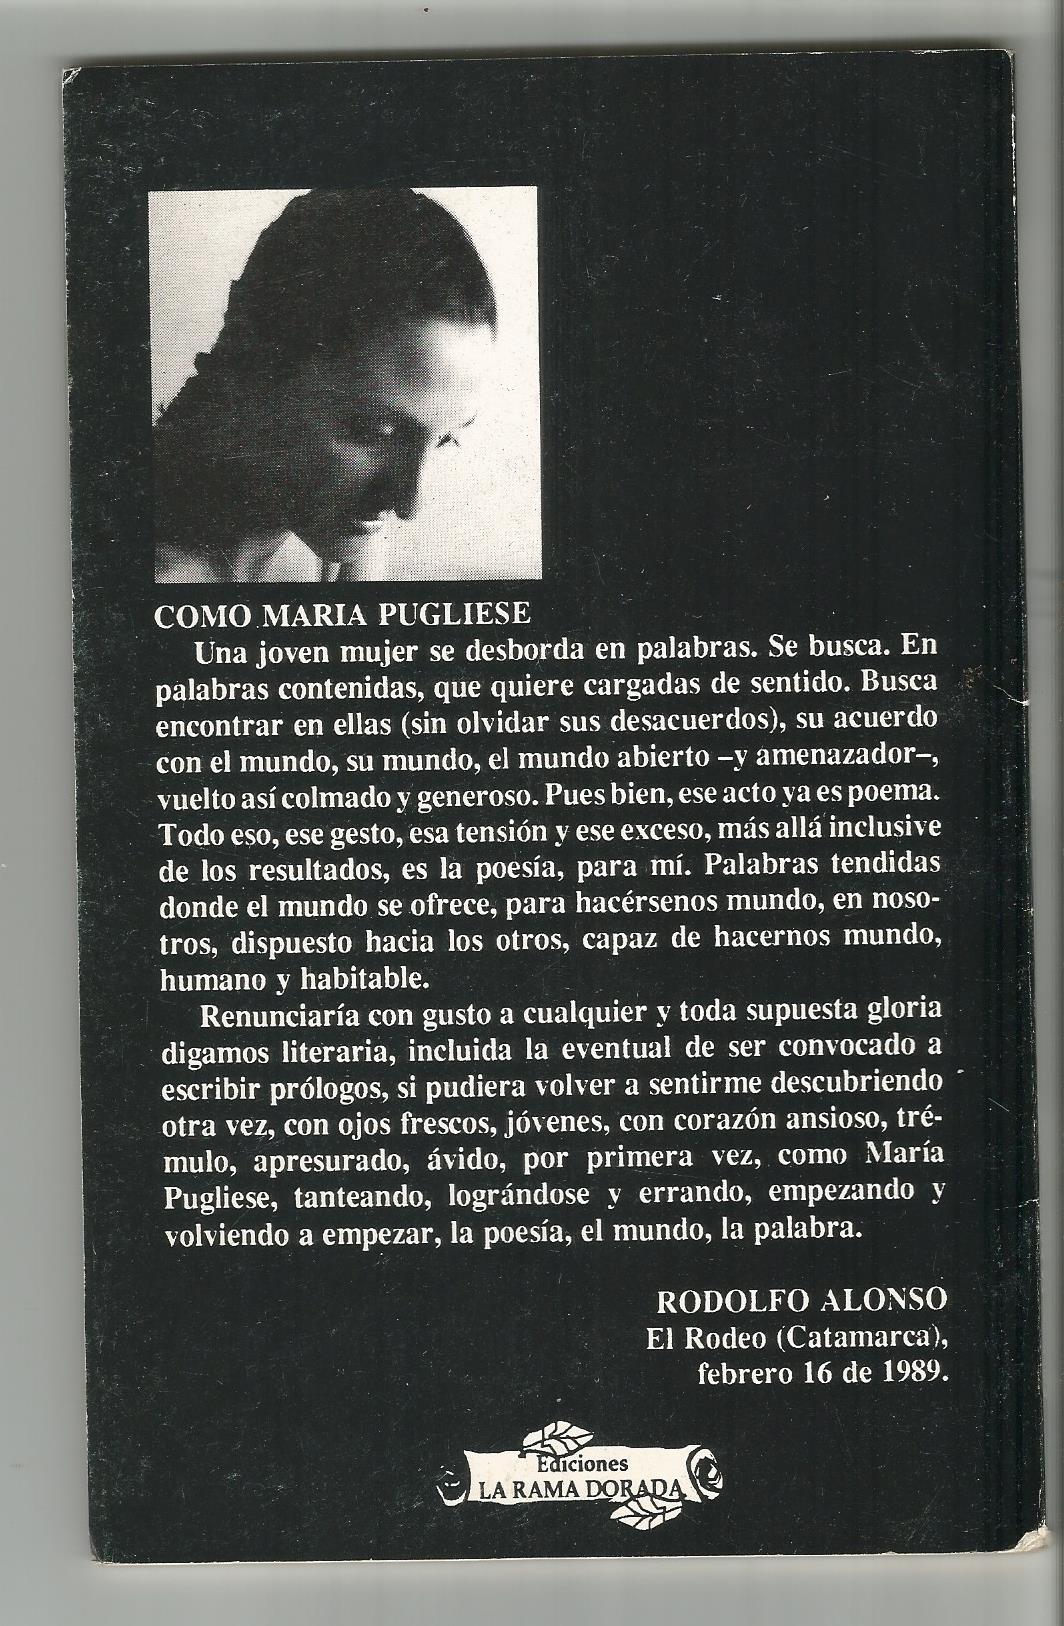 COMO MARIA PUGLIESE
Una joven mujer se desborda en palabras. Se busca. En
palabras contenidas, que quiere cargadas de sentido. Busca
encontrar en ellas (sin olvidar sus desacuerdos), su acuerdo
con el mundo, su mundo, el mundo abierto –y amenazador–,
vuelto así colmado y generoso. Pues bien, ese acto ya es poema.
Todo eso, ese gesto, esa tensión y ese exceso, más allá inclusive
de los resultados, es la poesía, para mí. Palabras tendidas
donde el mundo se ofrece, para hacérsenos mundo, en noso-
tros, dispuesto hacia los otros, capaz de hacernos mundo,
humano y habitable.
Renunciaría con gusto a cualquier y toda supuesta gloria
digamos literaria, incluida la eventual de ser convocado a
escribir prólogos, si pudiera volver a sentirme descubriendo
otra vez, con ojos frescos, jóvenes, con corazón ansioso, tré-
mulo, apresurado, ávido, por primera vez, como María
Pugliese, tanteando, lográndose y errando, empezando y
volviendo a empezar, la poesía, el mundo, la palabra.
RODOLFO ALONSO
El Rodeo (Catamarca),
febrero 16 de 1989.
Ediciones
LA RAMA DORADA